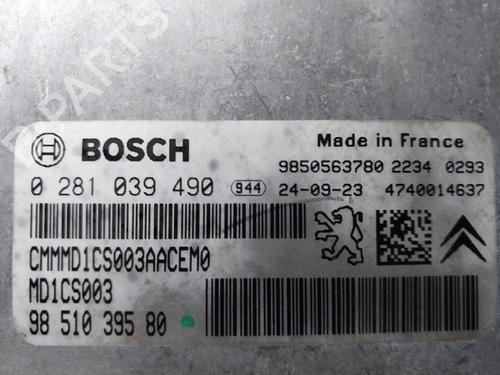 BOSCH
Made in France
9850563780 2234 0293
0 281 039 490 944 24-09-23 4740014637
CMMMD1CS003AACEM0
MD1CS003
98 510 395 80
B-PARTS